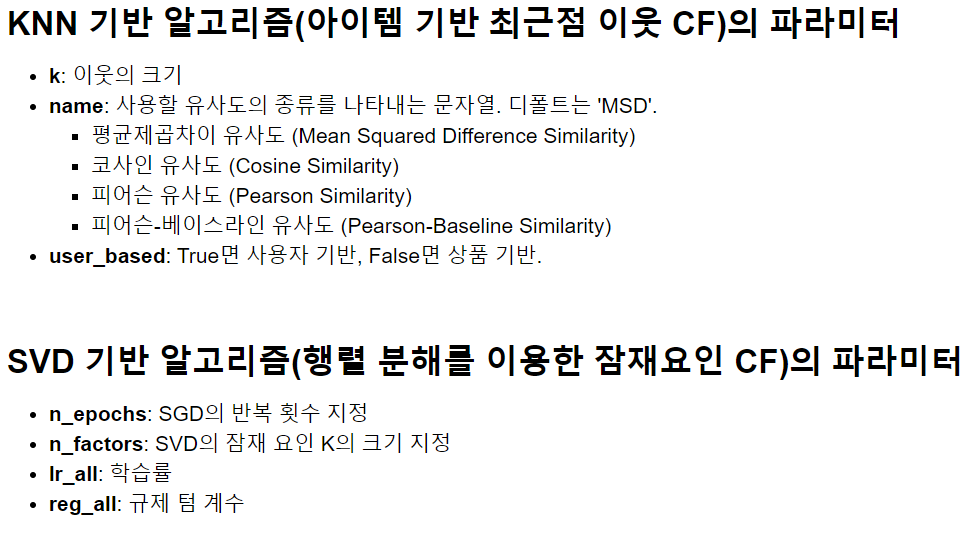 KNN 기반 알고리즘(아이템 기반 최근점 이웃 CF)의 파라미터
k: 이웃의 크기
name: 사용할 유사도의 종류를 나타내는 문자열. 디폴트는 'MSD'.
평균제곱차이 유사도 (Mean Squared Difference Similarity)
코사인 유사도 (Cosine Similarity)
피어슨 유사도 (Pearson Similarity)
피어슨-베이스라인 유사도 (Pearson-Baseline Similarity)
user_based: True면 사용자 기반, False면 상품 기반.
SVD 기반 알고리즘(행렬 분해를 이용한 잠재요인 CF)의 파라미터
n_epochs: SGD의 반복 횟수 지정
n_factors: SVD의 잠재 요인 K의 크기 지정
lr_all: 학습률
reg_all: 규제 텀 계수